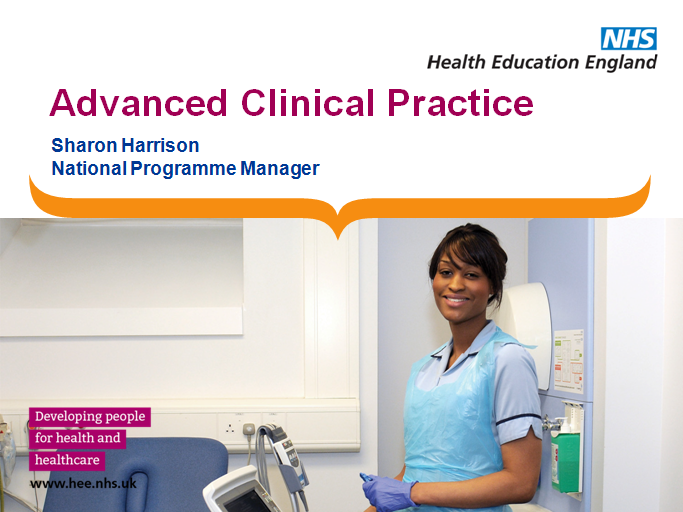 NHS
Health Education England
Advanced Clinical Practice
Sharon Harrison
National Programme Manager
Developing people
for health and
healthcare
www.hee.nhs.uk